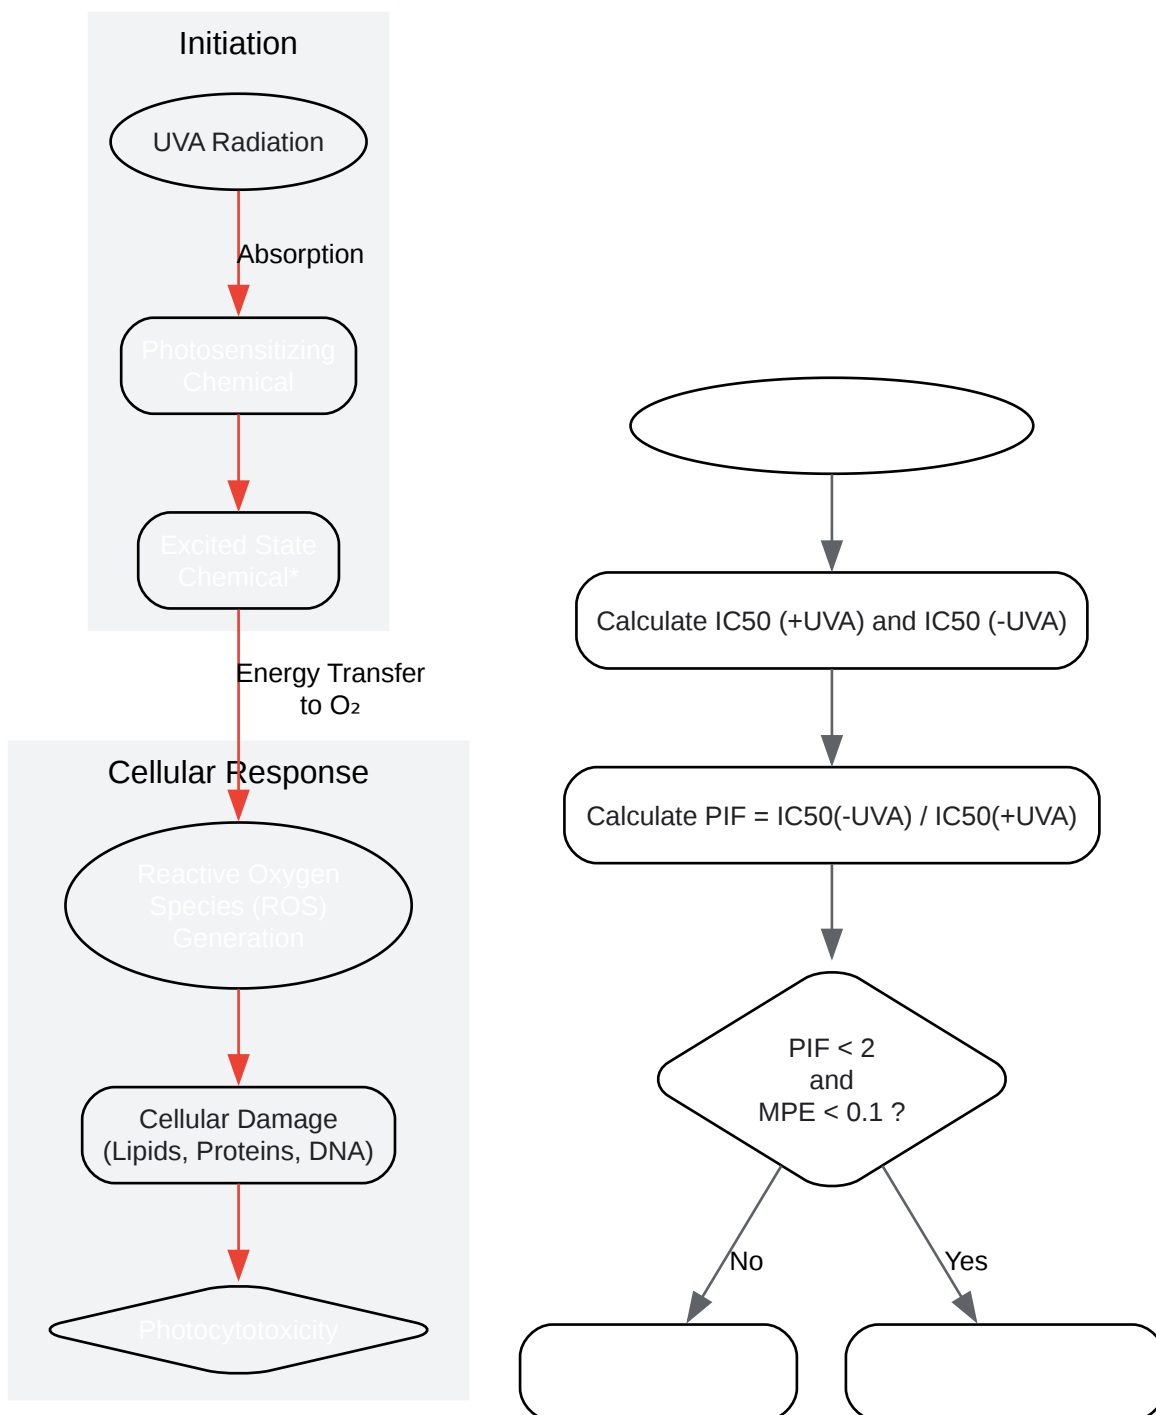 Initiation
UVA Radiation
Absorption
Photosensitizing
Chemical
Excited State
Chemical*
Energy Transfer
to O₂
Cellular Response
Reactive Oxygen
Species (ROS)
Generation
Cellular Damage
(Lipids, Proteins, DNA)
Photocytotoxicity
Calculate IC50 (+UVA) and IC50 (-UVA)
Calculate PIF = IC50(-UVA) / IC50(+UVA)
PIF < 2
and
MPE < 0.1 ?
No
Yes